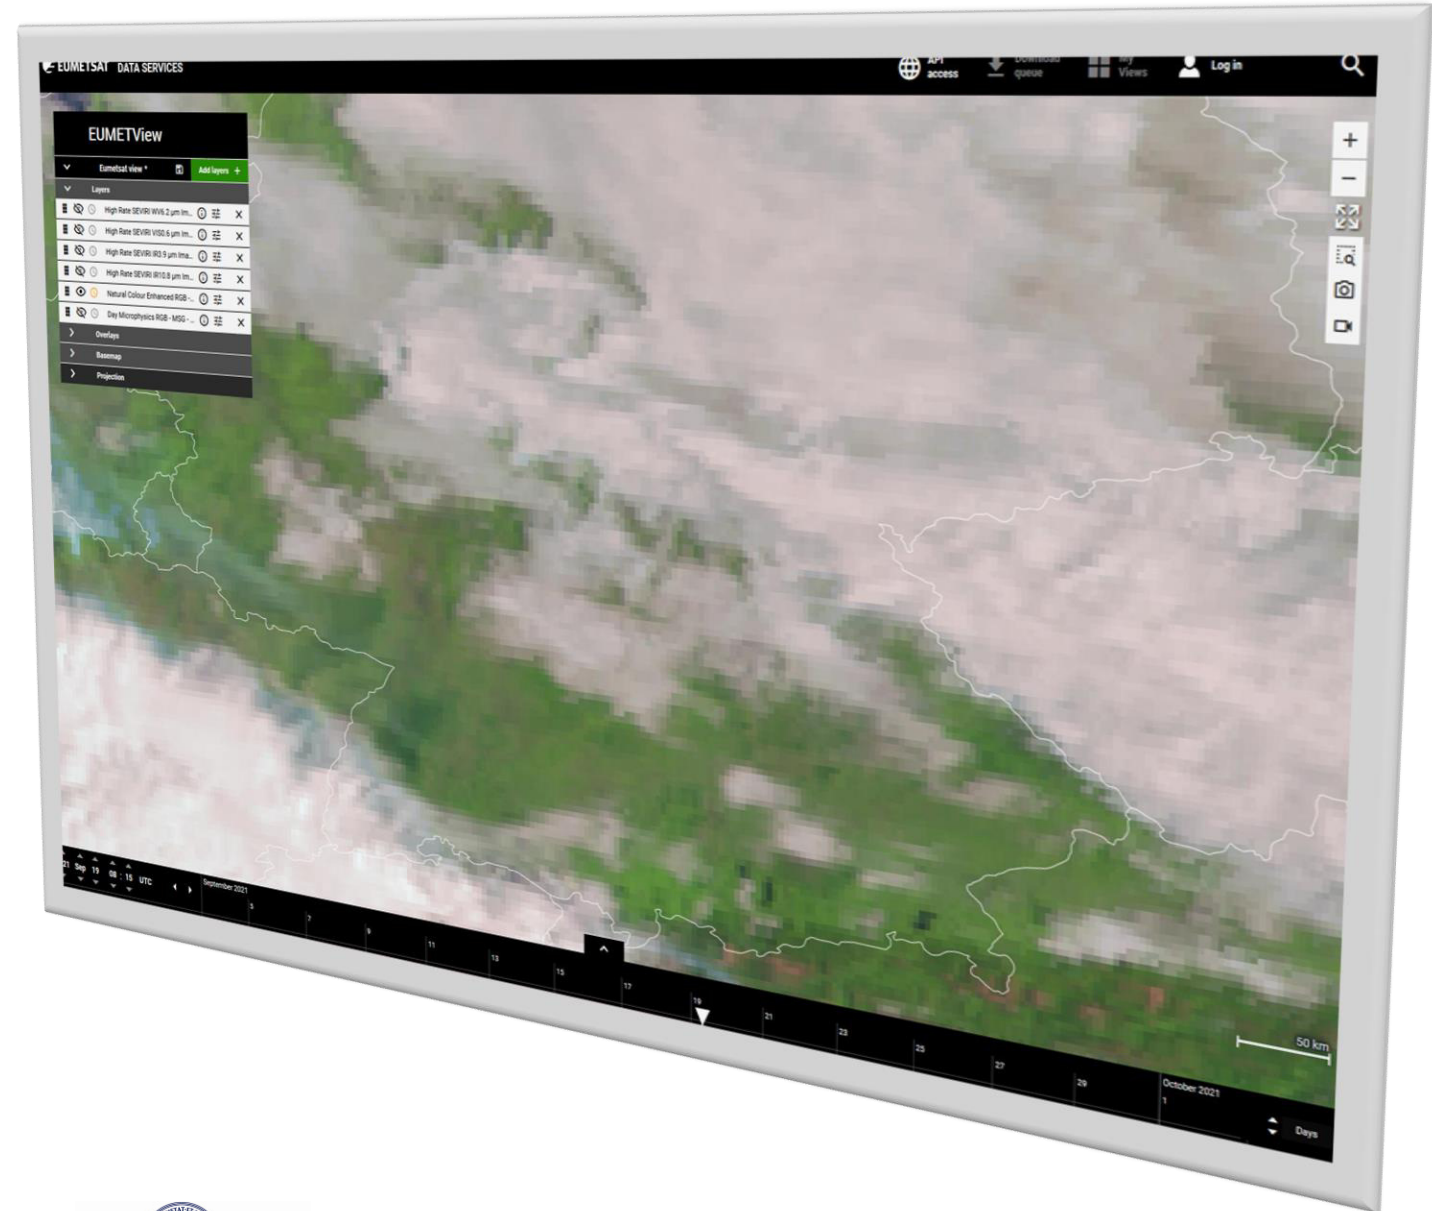 EUMETSAT DATA SERVICES
API access
Download queue
My Views
Log in
EUMETView
Eumetsat view *
Add layers +
Layers
High Rate SEVIRI WV6.2 µm Im...
High Rate SEVIRI VIS0.6 µm Im...
High Rate SEVIRI IR3.9 µm Ima...
High Rate SEVIRI IR10.8 µm Im...
Natural Colour Enhanced RGB -...
Day Microphysics RGB - MSG -...
Overlays
Basemap
Projection
21 Sep 19 08 : 15 UTC
September 2021
5 7 9 11 13 15 17 19 21 23 25 27 29
October 2021
1
50 km
Days